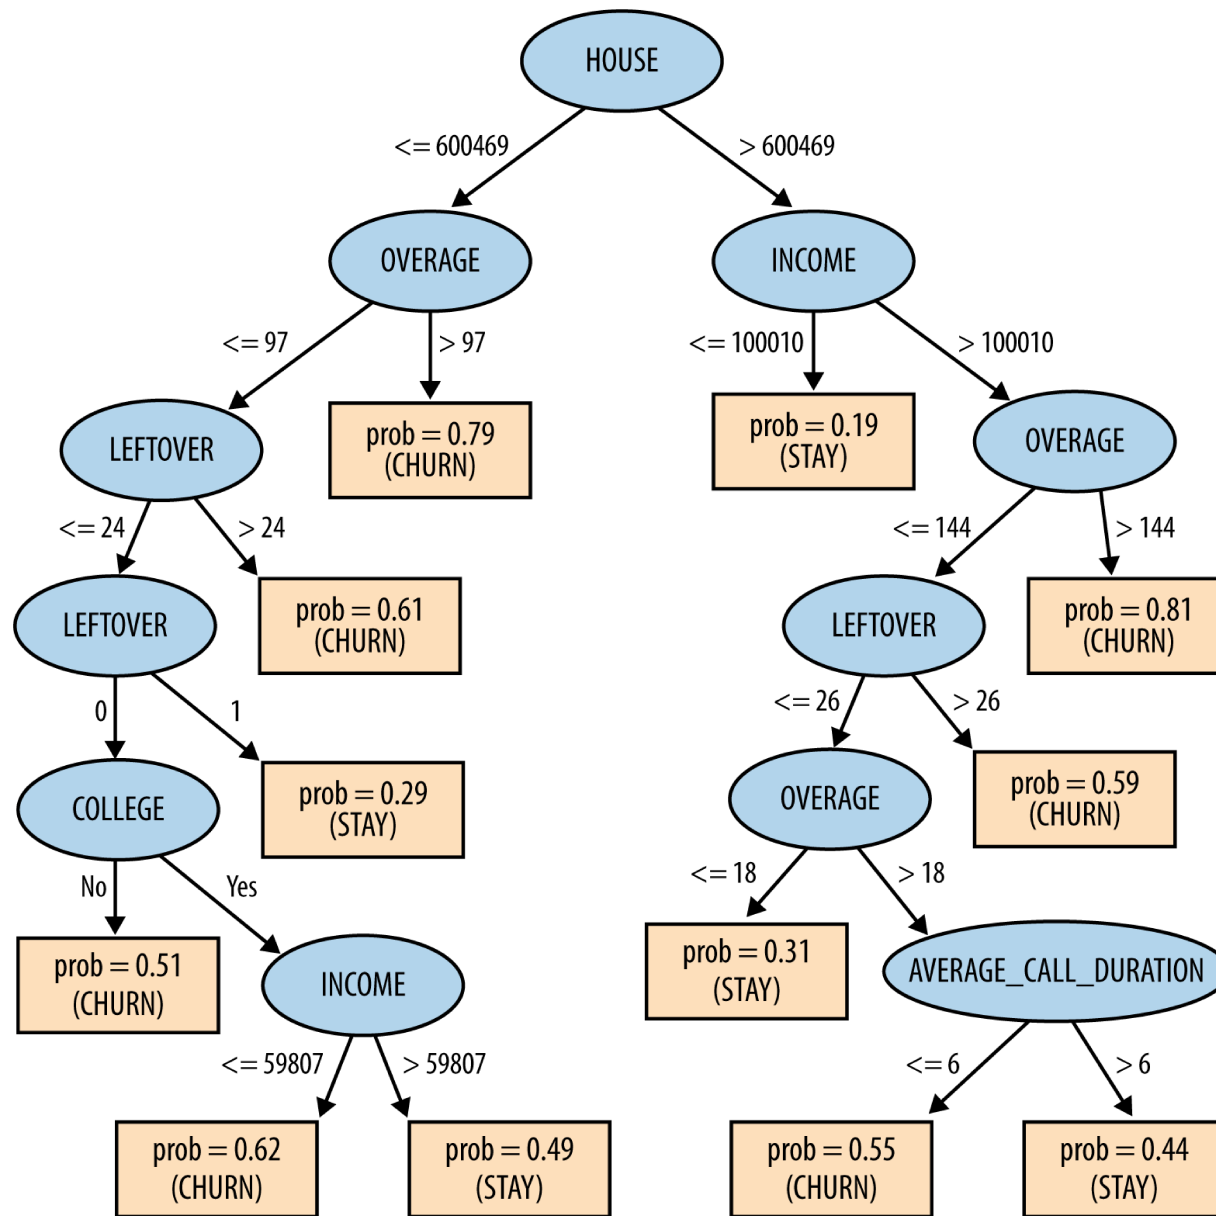 HOUSE
<= 600469
> 600469
OVERAGE
INCOME
<= 97
> 97
<= 100010
> 100010
LEFTOVER
prob = 0.79
(CHURN)
prob = 0.19
(STAY)
OVERAGE
<= 24
> 24
<= 144
> 144
LEFTOVER
prob = 0.61
(CHURN)
LEFTOVER
prob = 0.81
(CHURN)
0
1
<= 26
> 26
COLLEGE
prob = 0.29
(STAY)
OVERAGE
prob = 0.59
(CHURN)
No
Yes
<= 18
> 18
prob = 0.51
(CHURN)
INCOME
prob = 0.31
(STAY)
AVERAGE_CALL_DURATION
<= 59807
> 59807
<= 6
> 6
prob = 0.62
(CHURN)
prob = 0.49
(STAY)
prob = 0.55
(CHURN)
prob = 0.44
(STAY)